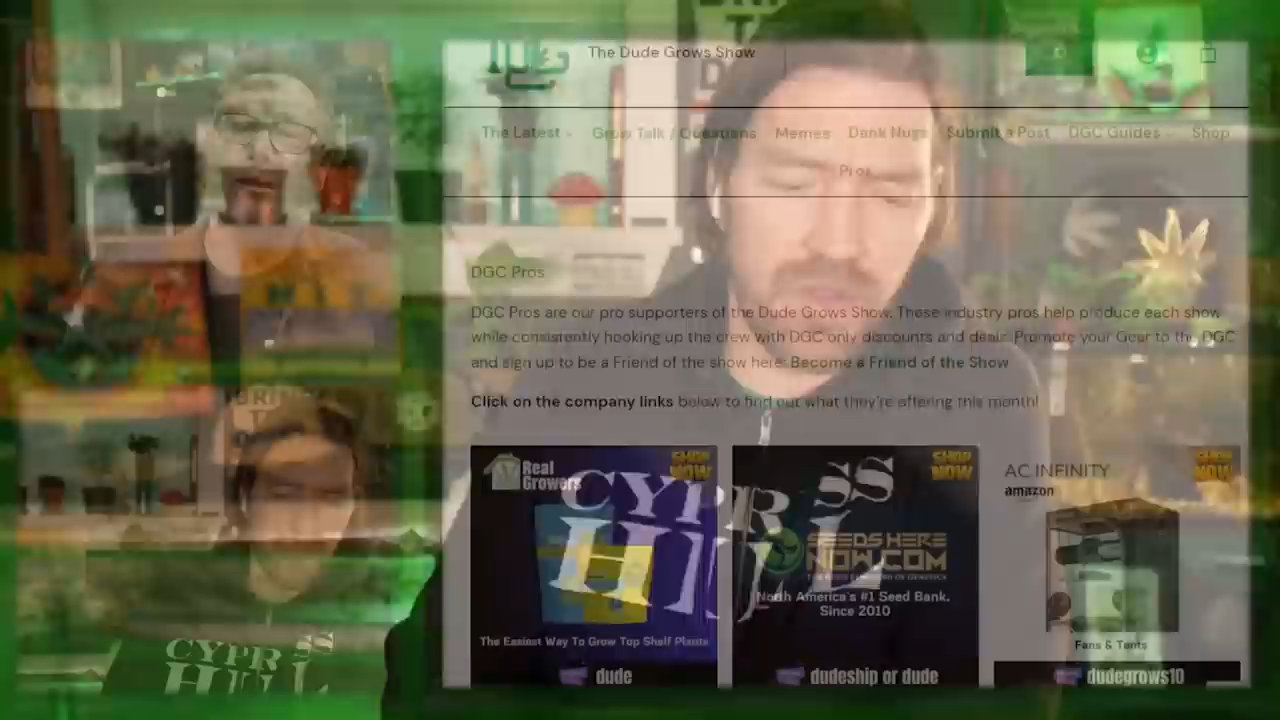 The Dude Grows Show
The Latest Grow Talk / Questions Memes Dank Nugs Submit a Post DGC Guides Shop
Pros
DGC Pros
DGC Pros are our pro supporters of the Dude Grows Show. These industry pros help produce each show
while consistently hooking up the crew with DGC only discounts and deals. Promote your Gear to the DGC
and sign up to be a Friend of the show here: Become a Friend of the Show
Click on the company links below to find out what they're offering this month!
Real
Growers
SHOP
NOW
The Easiest Way To Grow Top Shelf Plants
dude
SHOP
NOW
SEEDS HERE
NOW.COM
North America's #1 Seed Bank.
Since 2010
dudeship or dude
AC INFINITY
amazon
SHOP
NOW
Fans & Tents
dudegrows10
CYPRESS
HILL
CYPRESS
HILL